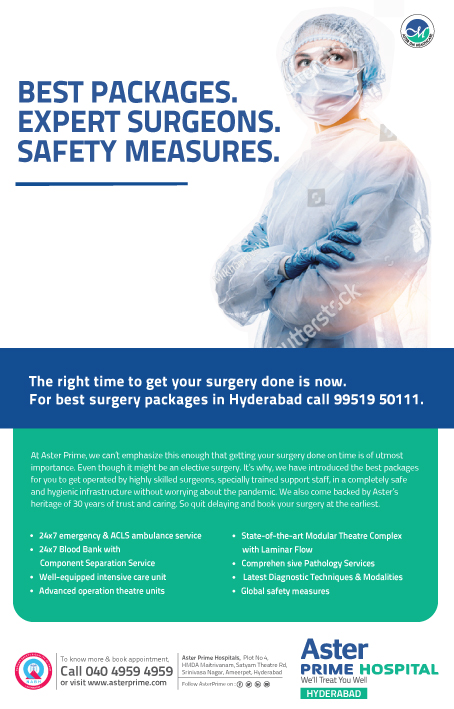 BEST PACKAGES.
EXPERT SURGEONS.
SAFETY MEASURES.
shutterstock
The right time to get your surgery done is now.
For best surgery packages in Hyderabad call 99519 50111.
At Aster Prime, we can't emphasize this enough that getting your surgery done on time is of utmost
importance. Even though it might be an elective surgery. It's why, we have introduced the best packages
for you to get operated by highly skilled surgeons, specially trained support staff, in a completely safe
and hygienic infrastructure without worrying about the pandemic. We also come backed by Aster's
heritage of 30 years of trust and caring. So quit delaying and book your surgery at the earliest.
• 24x7 emergency & ACLS ambulance service
• 24x7 Blood Bank with
Component Separation Service
• Well-equipped intensive care unit
• Advanced operation theatre units
• State-of-the-art Modular Theatre Complex
with Laminar Flow
• Comprehen sive Pathology Services
• Latest Diagnostic Techniques & Modalities
• Global safety measures
To know more & book appointment,
Call 040 4959 4959
or visit www.asterprime.com
Aster Prime Hospitals, Plot No 4,
HMDA Maitrivanam, Satyam Theatre Rd,
Srinivasa Nagar, Ameerpet, Hyderabad
Follow AsterPrime on:
Aster
PRIME HOSPITAL
We'll Treat You Well
HYDERABAD